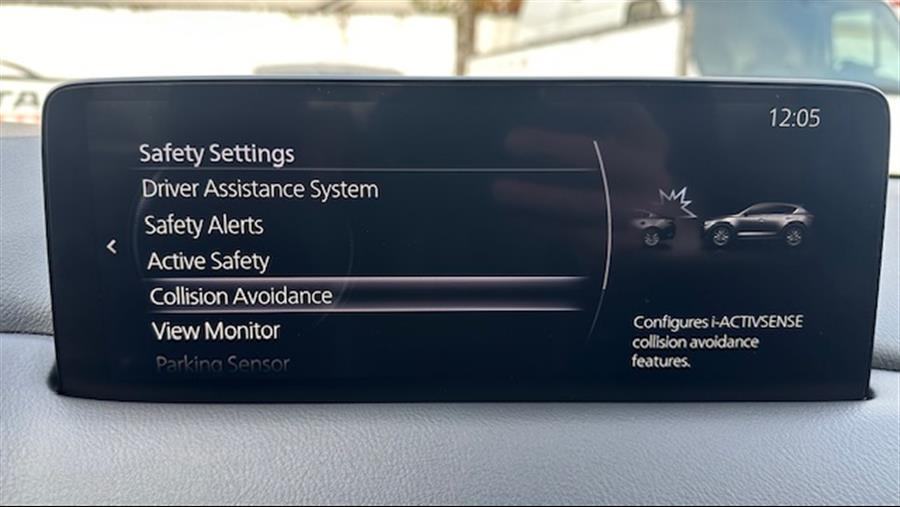 TA
12:05
Safety Settings
Driver Assistance System
Safety Alerts
Active Safety
Collision Avoidance
View Monitor
Parking Sensor
Configures i-ACTIVSENSE
collision avoidance
features.